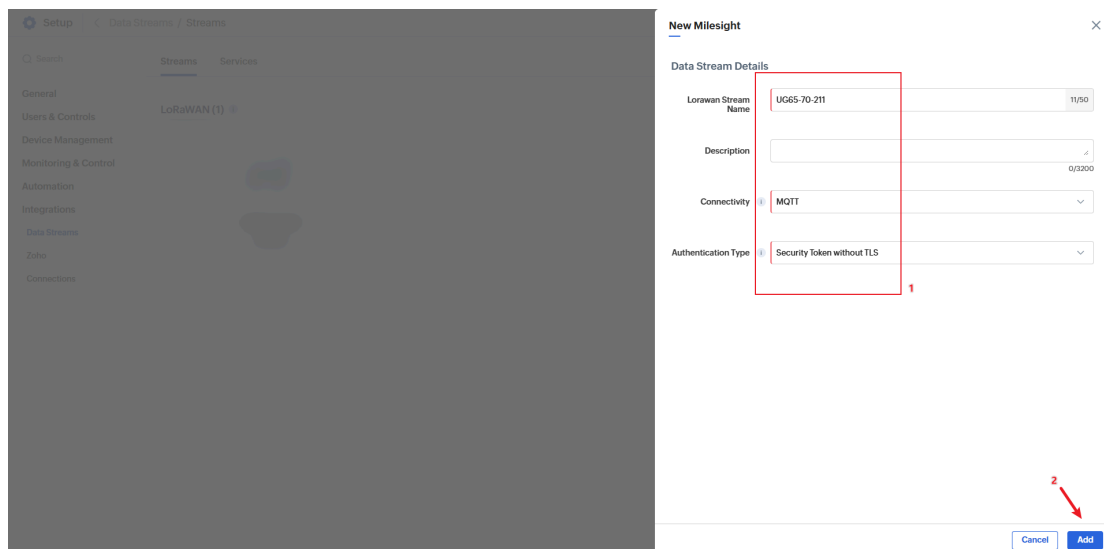 Setup
Data Streams / Streams
Search
Streams
Services
General
Users & Controls
Device Management
Monitoring & Control
Automation
Integrations
Data Streams
Zoho
Connections
LoRaWAN (1)
New Milesight
Data Stream Details
Lorawan Stream
Name
UG65-70-211
11/50
Description
0/3200
Connectivity
MQTT
Authentication Type
Security Token without TLS
1
2
Cancel
Add